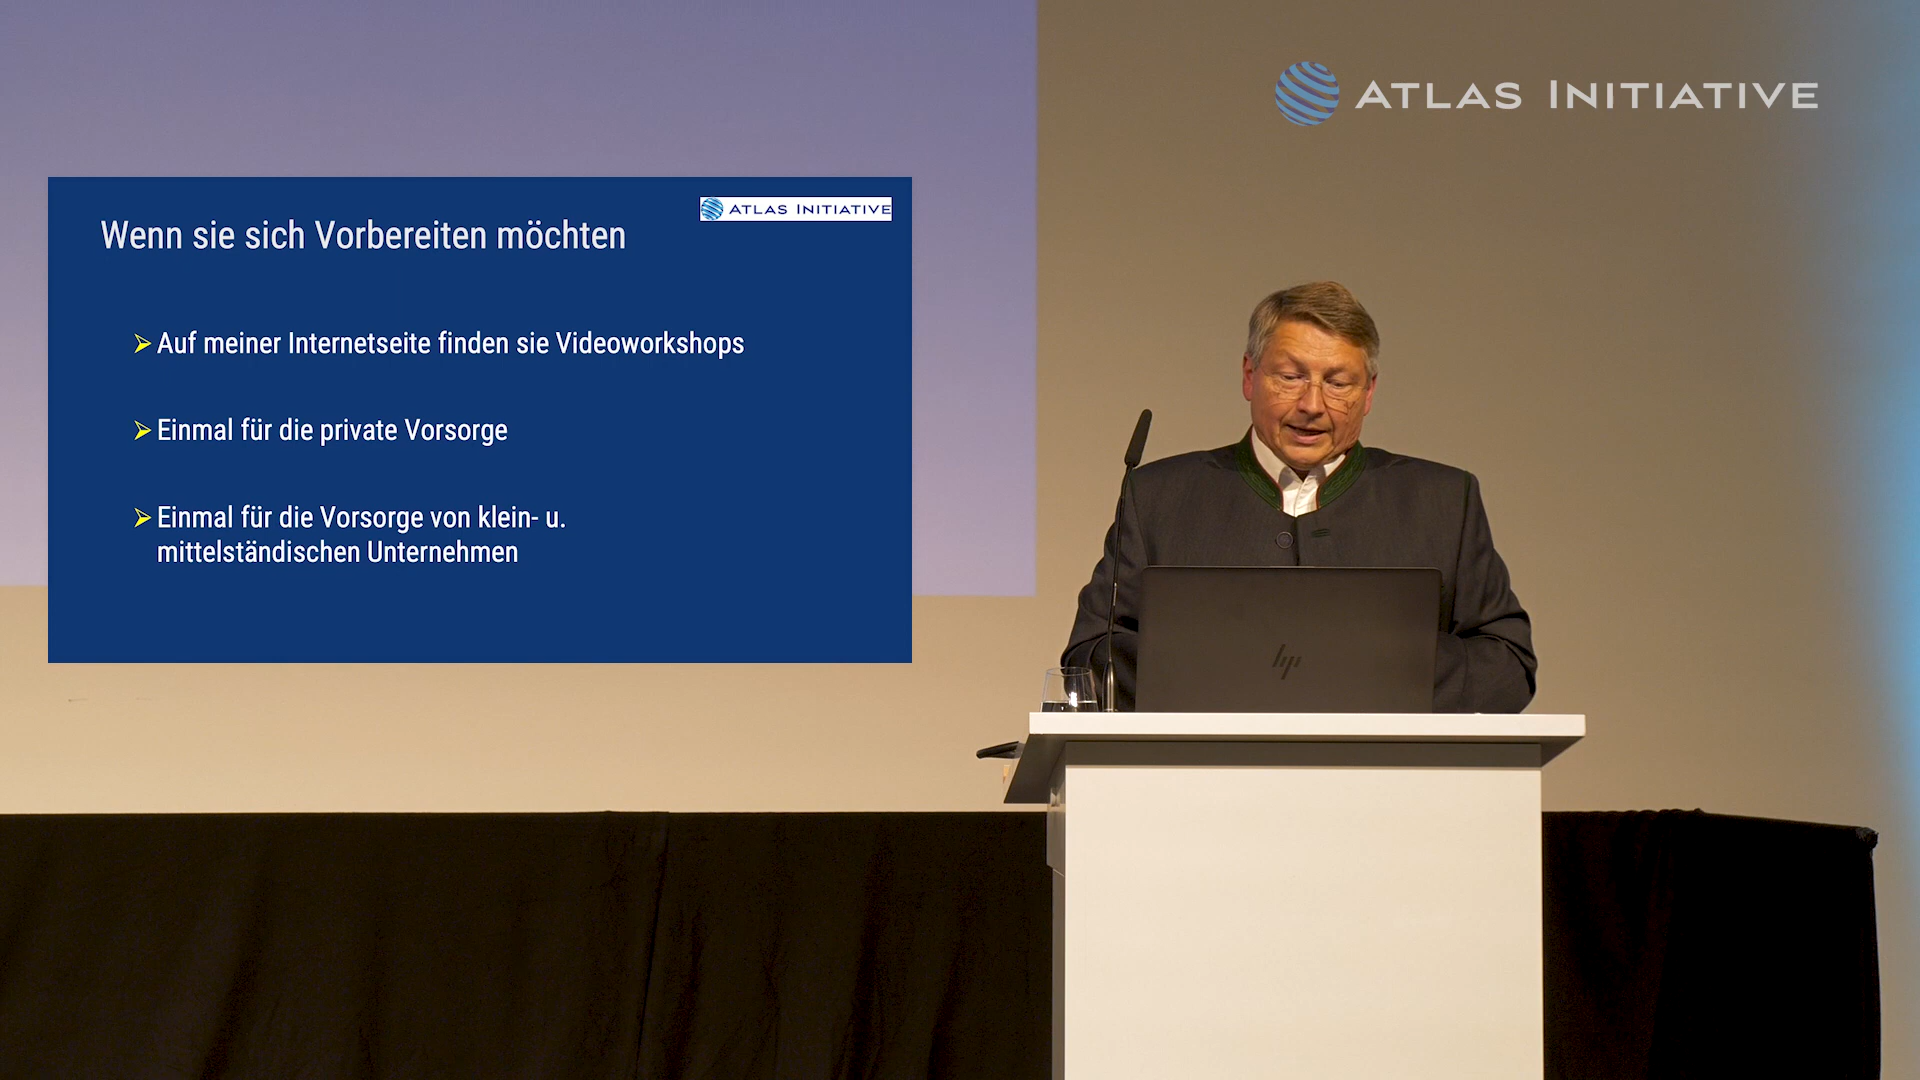 ATLAS INITIATIVE
ATLAS INITIATIVE
Wenn sie sich Vorbereiten möchten
Auf meiner Internetseite finden sie Videoworkshops
Einmal für die private Vorsorge
Einmal für die Vorsorge von klein- u.
mittelständischen Unternehmen
hp